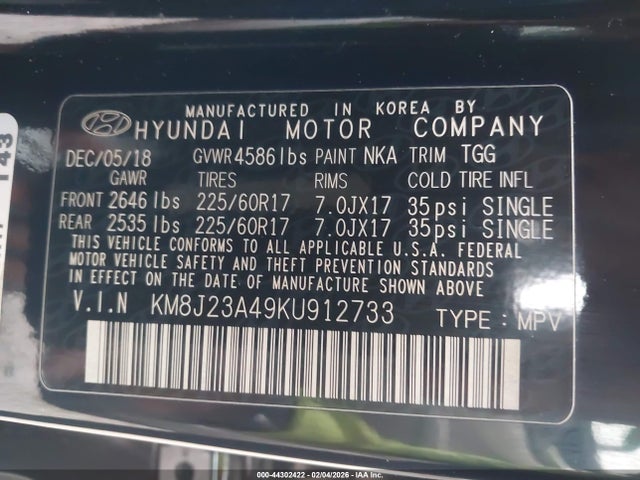 MANUFACTURED IN KOREA BY
HYUNDAI MOTOR COMPANY
DEC/05/18 GVWR 4586lbs PAINT NKA TRIM TGG
GAWR TIRES RIMS COLD TIRE INFL
FRONT 2646 lbs 225/60R17 7.0JX17 35psi SINGLE
REAR 2535 lbs 225/60R17 7.0JX17 35psi SINGLE
THIS VEHICLE CONFORMS TO ALL APPLICABLE U.S.A. FEDERAL
MOTOR VEHICLE SAFETY AND THEFT PREVENTION STANDARDS
IN EFFECT ON THE DATE OF MANUFACTURE SHOWN ABOVE
V.I.N KM8J23A49KU912733 TYPE : MPV
143
000-44302422 - 02/04/2026 - IAA Inc.